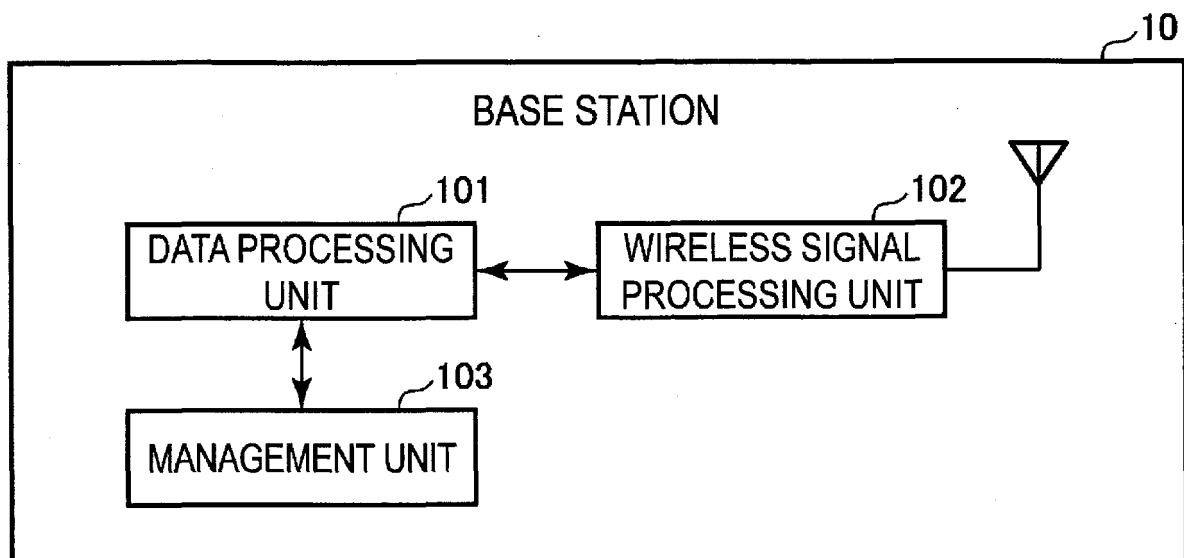 10
BASE STATION
101
DATA PROCESSING
UNIT
102
WIRELESS SIGNAL
PROCESSING UNIT
103
MANAGEMENT UNIT